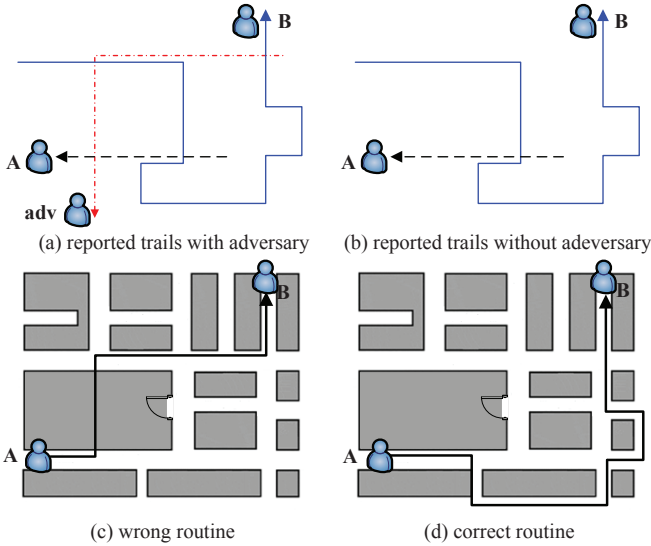 B
A
adv
(a) reported trails with adversary
B
A
(b) reported trails without adeversary
B
A
(c) wrong routine
B
A
(d) correct routine